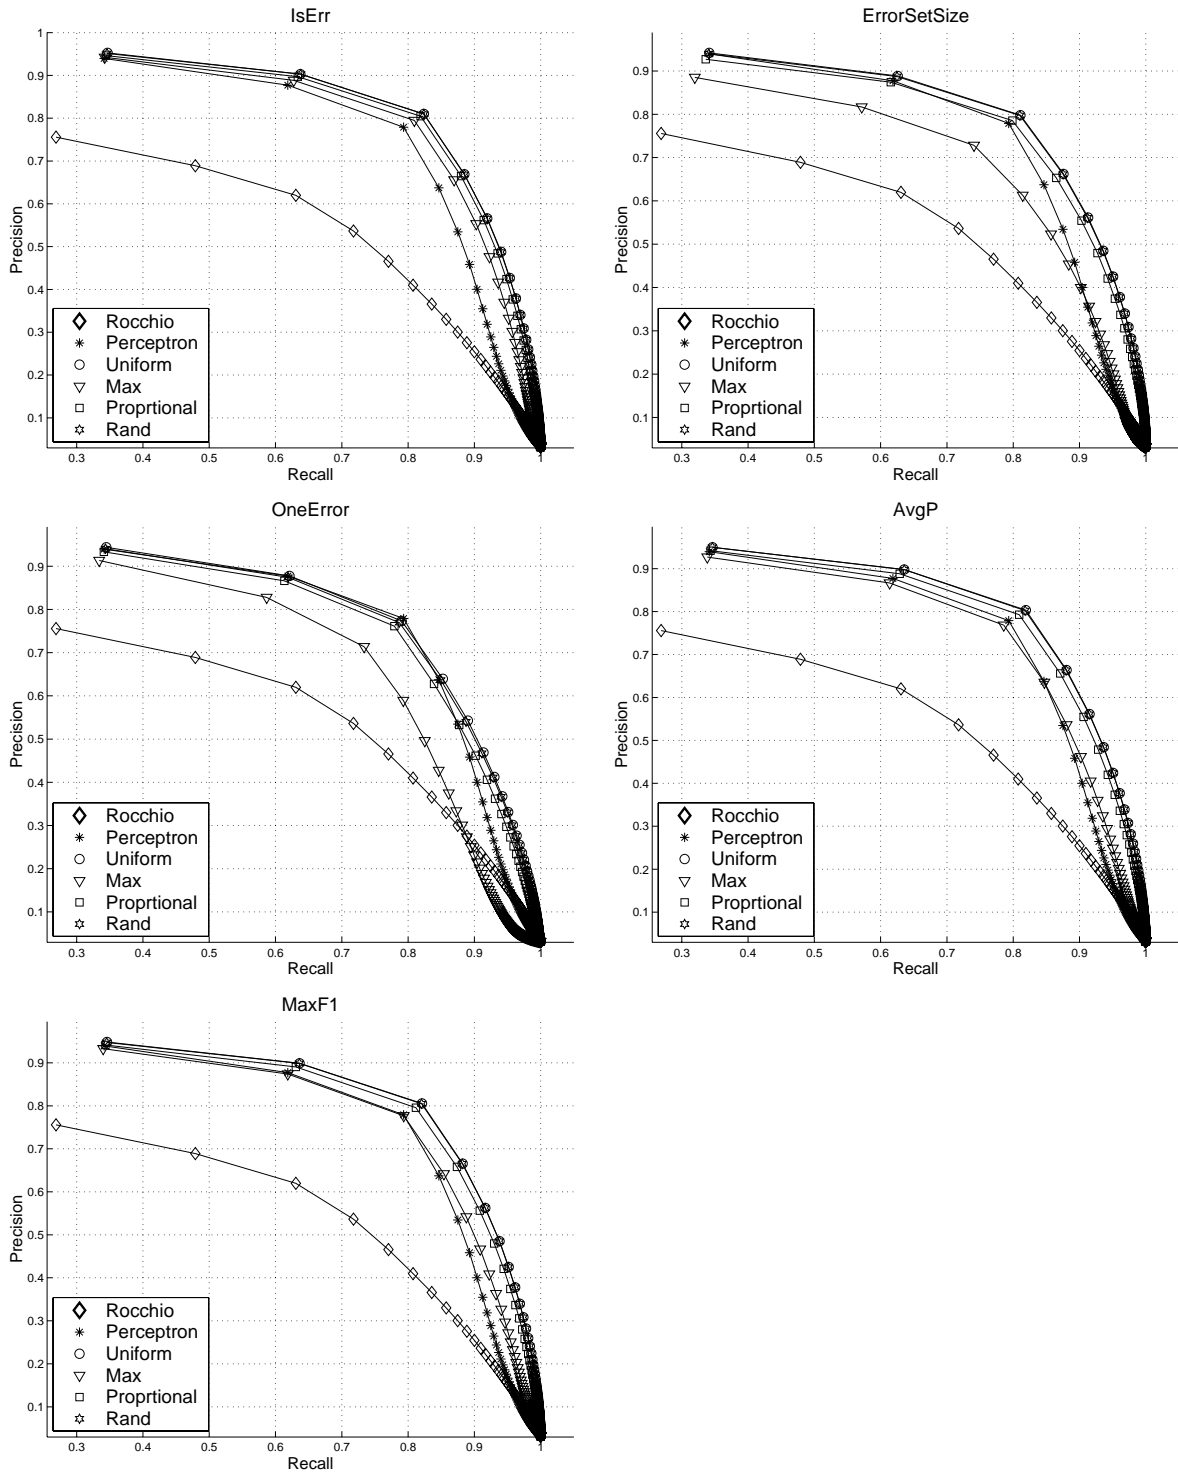 IsErr
1
0.9
0.8
0.7
0.6
0.5
0.4
0.3
0.2
0.1
Precision
Rocchio
Perceptron
Uniform
Max
Proprtional
Rand
0.3 0.4 0.5 0.6 0.7 0.8 0.9 1
Recall
ErrorSetSize
0.9
0.8
0.7
0.6
0.5
0.4
0.3
0.2
0.1
Precision
Rocchio
Perceptron
Uniform
Max
Proprtional
Rand
0.3 0.4 0.5 0.6 0.7 0.8 0.9 1
Recall
OneError
0.9
0.8
0.7
0.6
0.5
0.4
0.3
0.2
0.1
Precision
Rocchio
Perceptron
Uniform
Max
Proprtional
Rand
0.3 0.4 0.5 0.6 0.7 0.8 0.9 1
Recall
AvgP
0.9
0.8
0.7
0.6
0.5
0.4
0.3
0.2
0.1
Precision
Rocchio
Perceptron
Uniform
Max
Proprtional
Rand
0.3 0.4 0.5 0.6 0.7 0.8 0.9 1
Recall
MaxF1
0.9
0.8
0.7
0.6
0.5
0.4
0.3
0.2
0.1
Precision
Rocchio
Perceptron
Uniform
Max
Proprtional
Rand
0.3 0.4 0.5 0.6 0.7 0.8 0.9 1
Recall